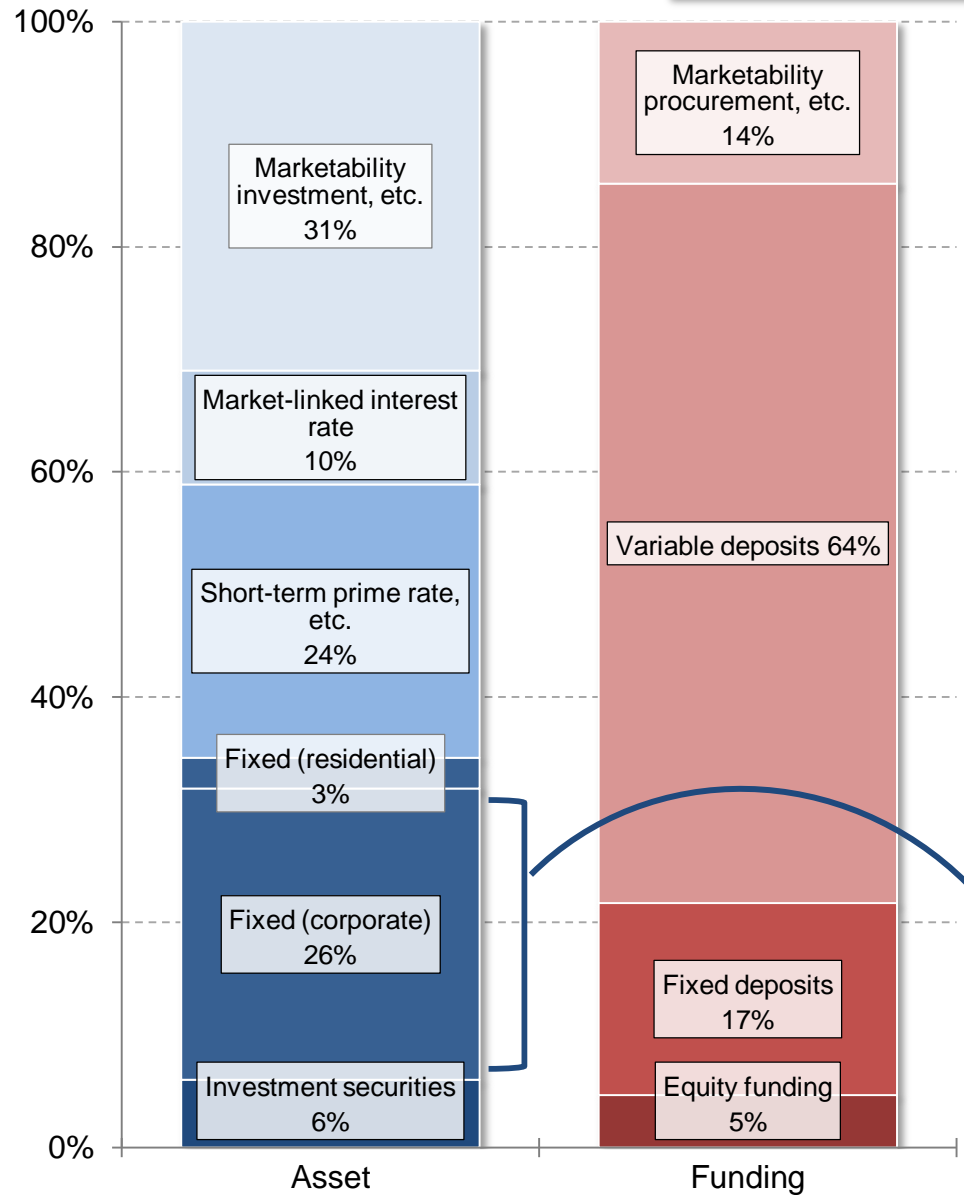 100%
80%
60%
40%
20%
0%
Marketability
investment, etc.
31%
Market-linked interest
rate
10%
Short-term prime rate,
etc.
24%
Fixed (residential)
3%
Fixed (corporate)
26%
Investment securities
6%
Marketability
procurement, etc.
14%
Variable deposits 64%
Fixed deposits
17%
Equity funding
5%
Asset
Funding